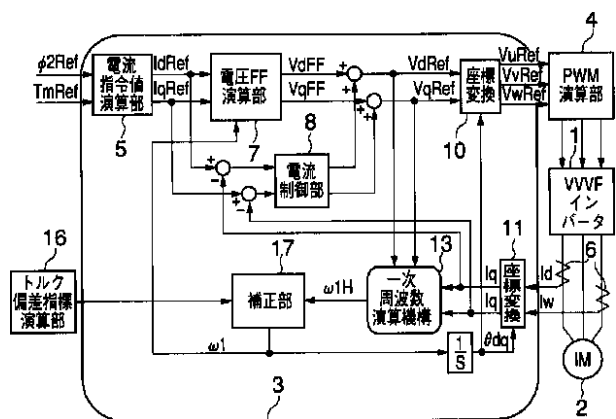 4
φ2Ref
TmRef
電流
指令値
演算部
5
IdRef
IqRef
電圧FF
演算部
7
VdFF
VqFF
+
+
+
+
VdRef
VqRef
座標
変換
10
VuRef
VvRef
VwRef
PWM
演算部
8
電流
制御部
+
−
+
−
1
VVVF
イン
バータ
16
トルク
偏差指標
演算部
17
補正部
ω1H
13
一次
周波数
演算機構
Iq
Iq
11
座標変換
Id
Iw
6
ω1
1
S
θdq
IM
2
3